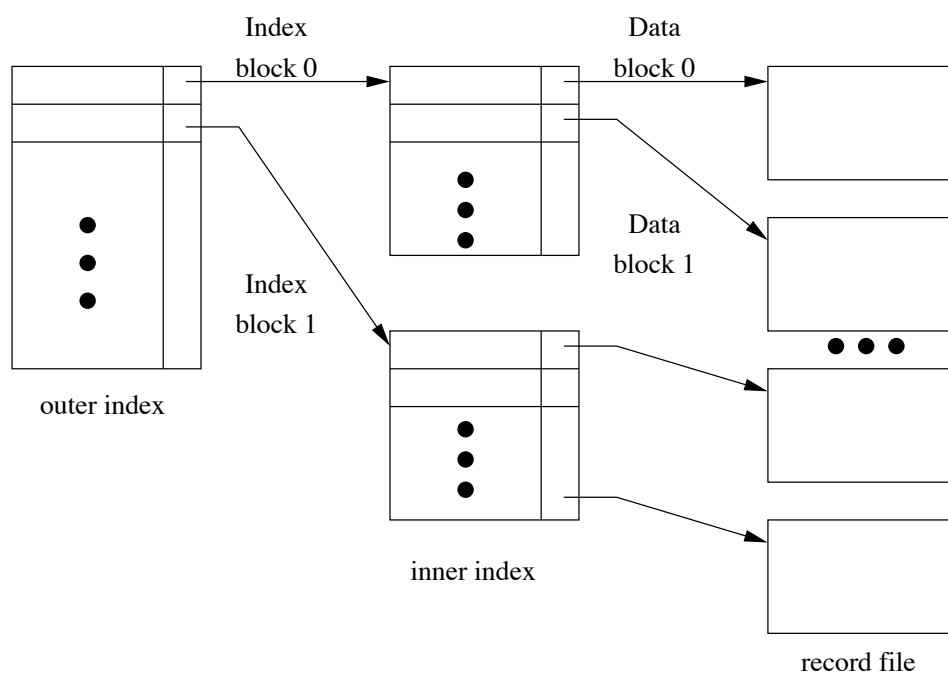 Index
block 0
Data
block 0
Data
block 1
Index
block 1
outer index
inner index
record file